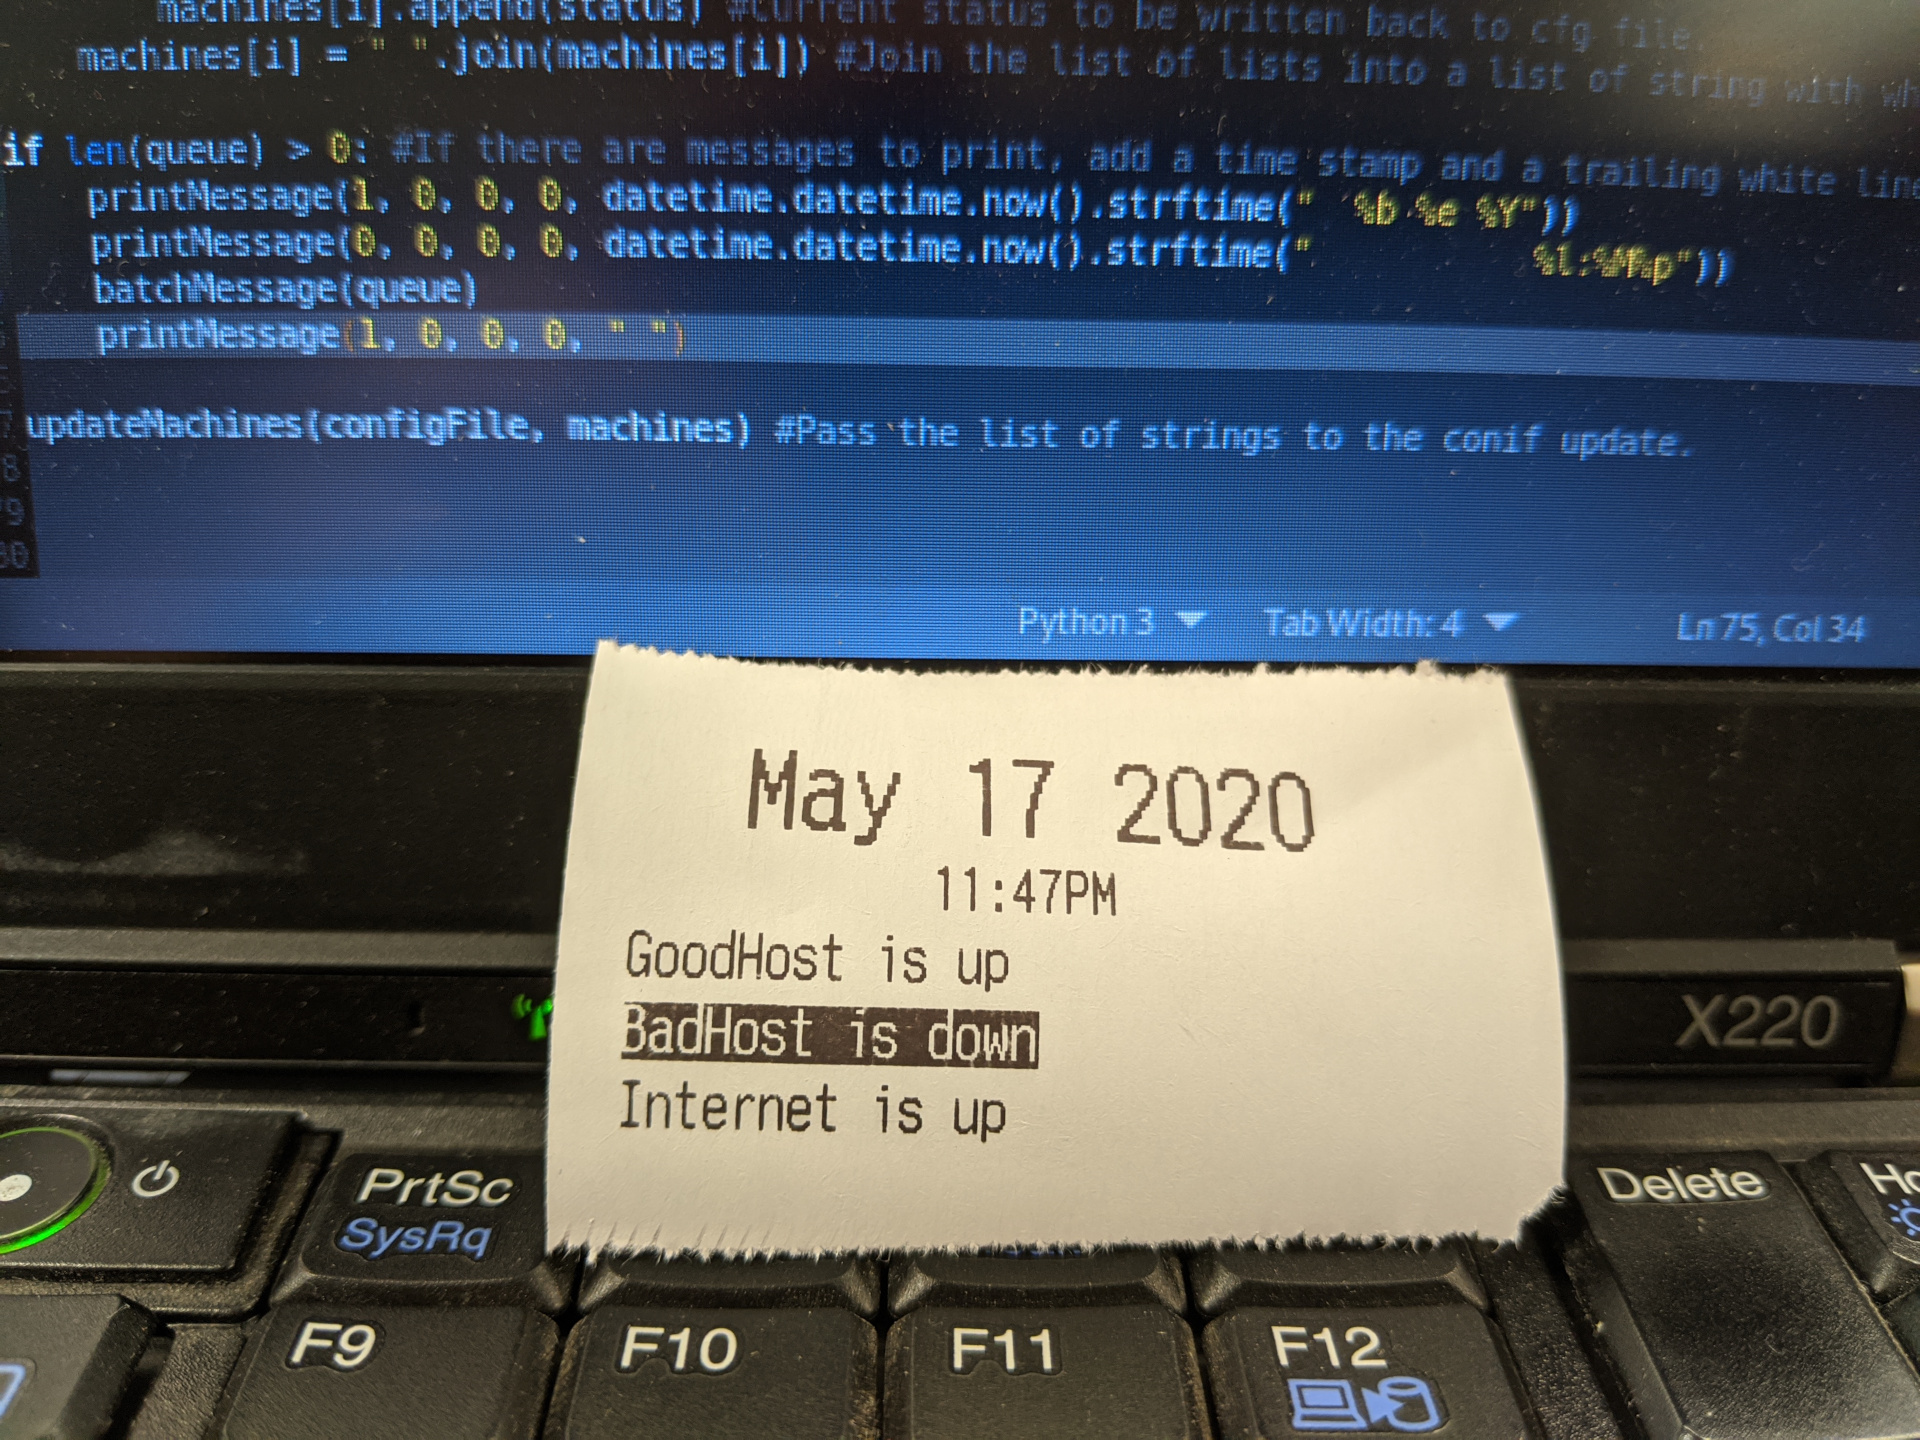 machines[i].append(status) #Current status to be written back to cfg file.
machines[i] = " ".join(machines[i]) #Join the list of lists into a list of string with
if len(queue) > 0: #If there are messages to print, add a time stamp and a trailing white line
printMessage(1, 0, 0, 0, datetime.datetime.now().strftime("  %b %e %Y"))
printMessage(0, 0, 0, 0, datetime.datetime.now().strftime("          %l:%M%p"))
batchMessage(queue)
printMessage(1, 0, 0, 0, " ")
updateMachines(configFile, machines) #Pass the list of strings to the conif update.
8
79
80
Python 3 Tab Width: 4 Ln 75, Col 34
May 17 2020
11:47PM
GoodHost is up
BadHost is down
Internet is up
X220
PrtSc
SysRq
Delete
F9
F10
F11
F12